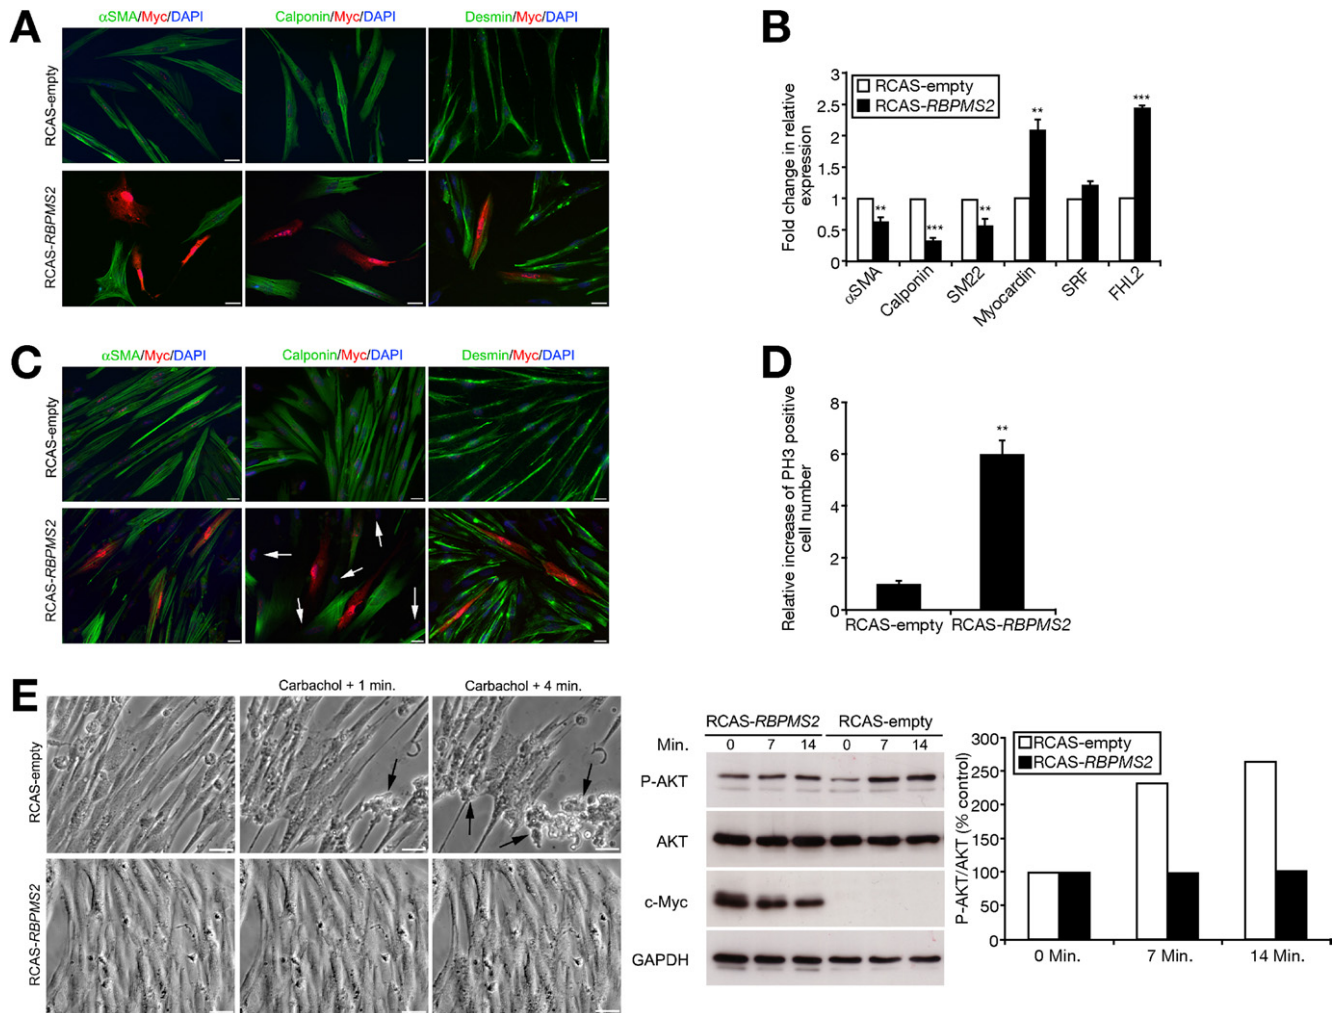 A
αSMA/Myc/DAPI
Calponin/Myc/DAPI
Desmin/Myc/DAPI
RCAS-empty
RCAS-RBPMS2
B
Fold change in relative
expression
3
2.5
2
1.5
1
0.5
0
RCAS-empty
RCAS-RBPMS2
**
***
**
**
***
αSMA
Calponin
SM22
Myocardin
SRF
FHL2
C
αSMA/Myc/DAPI
Calponin/Myc/DAPI
Desmin/Myc/DAPI
RCAS-empty
RCAS-RBPMS2
D
Relative increase of PH3 positive
cell number
8
6
4
2
0
**
RCAS-empty
RCAS-RBPMS2
E
Carbachol + 1 min.
Carbachol + 4 min.
RCAS-empty
RCAS-RBPMS2
RCAS-RBPMS2
RCAS-empty
Min.
0
7
14
0
7
14
P-AKT
AKT
c-Myc
GAPDH
P-AKT/AKT (% control)
300
250
200
150
100
50
0
RCAS-empty
RCAS-RBPMS2
0 Min.
7 Min.
14 Min.